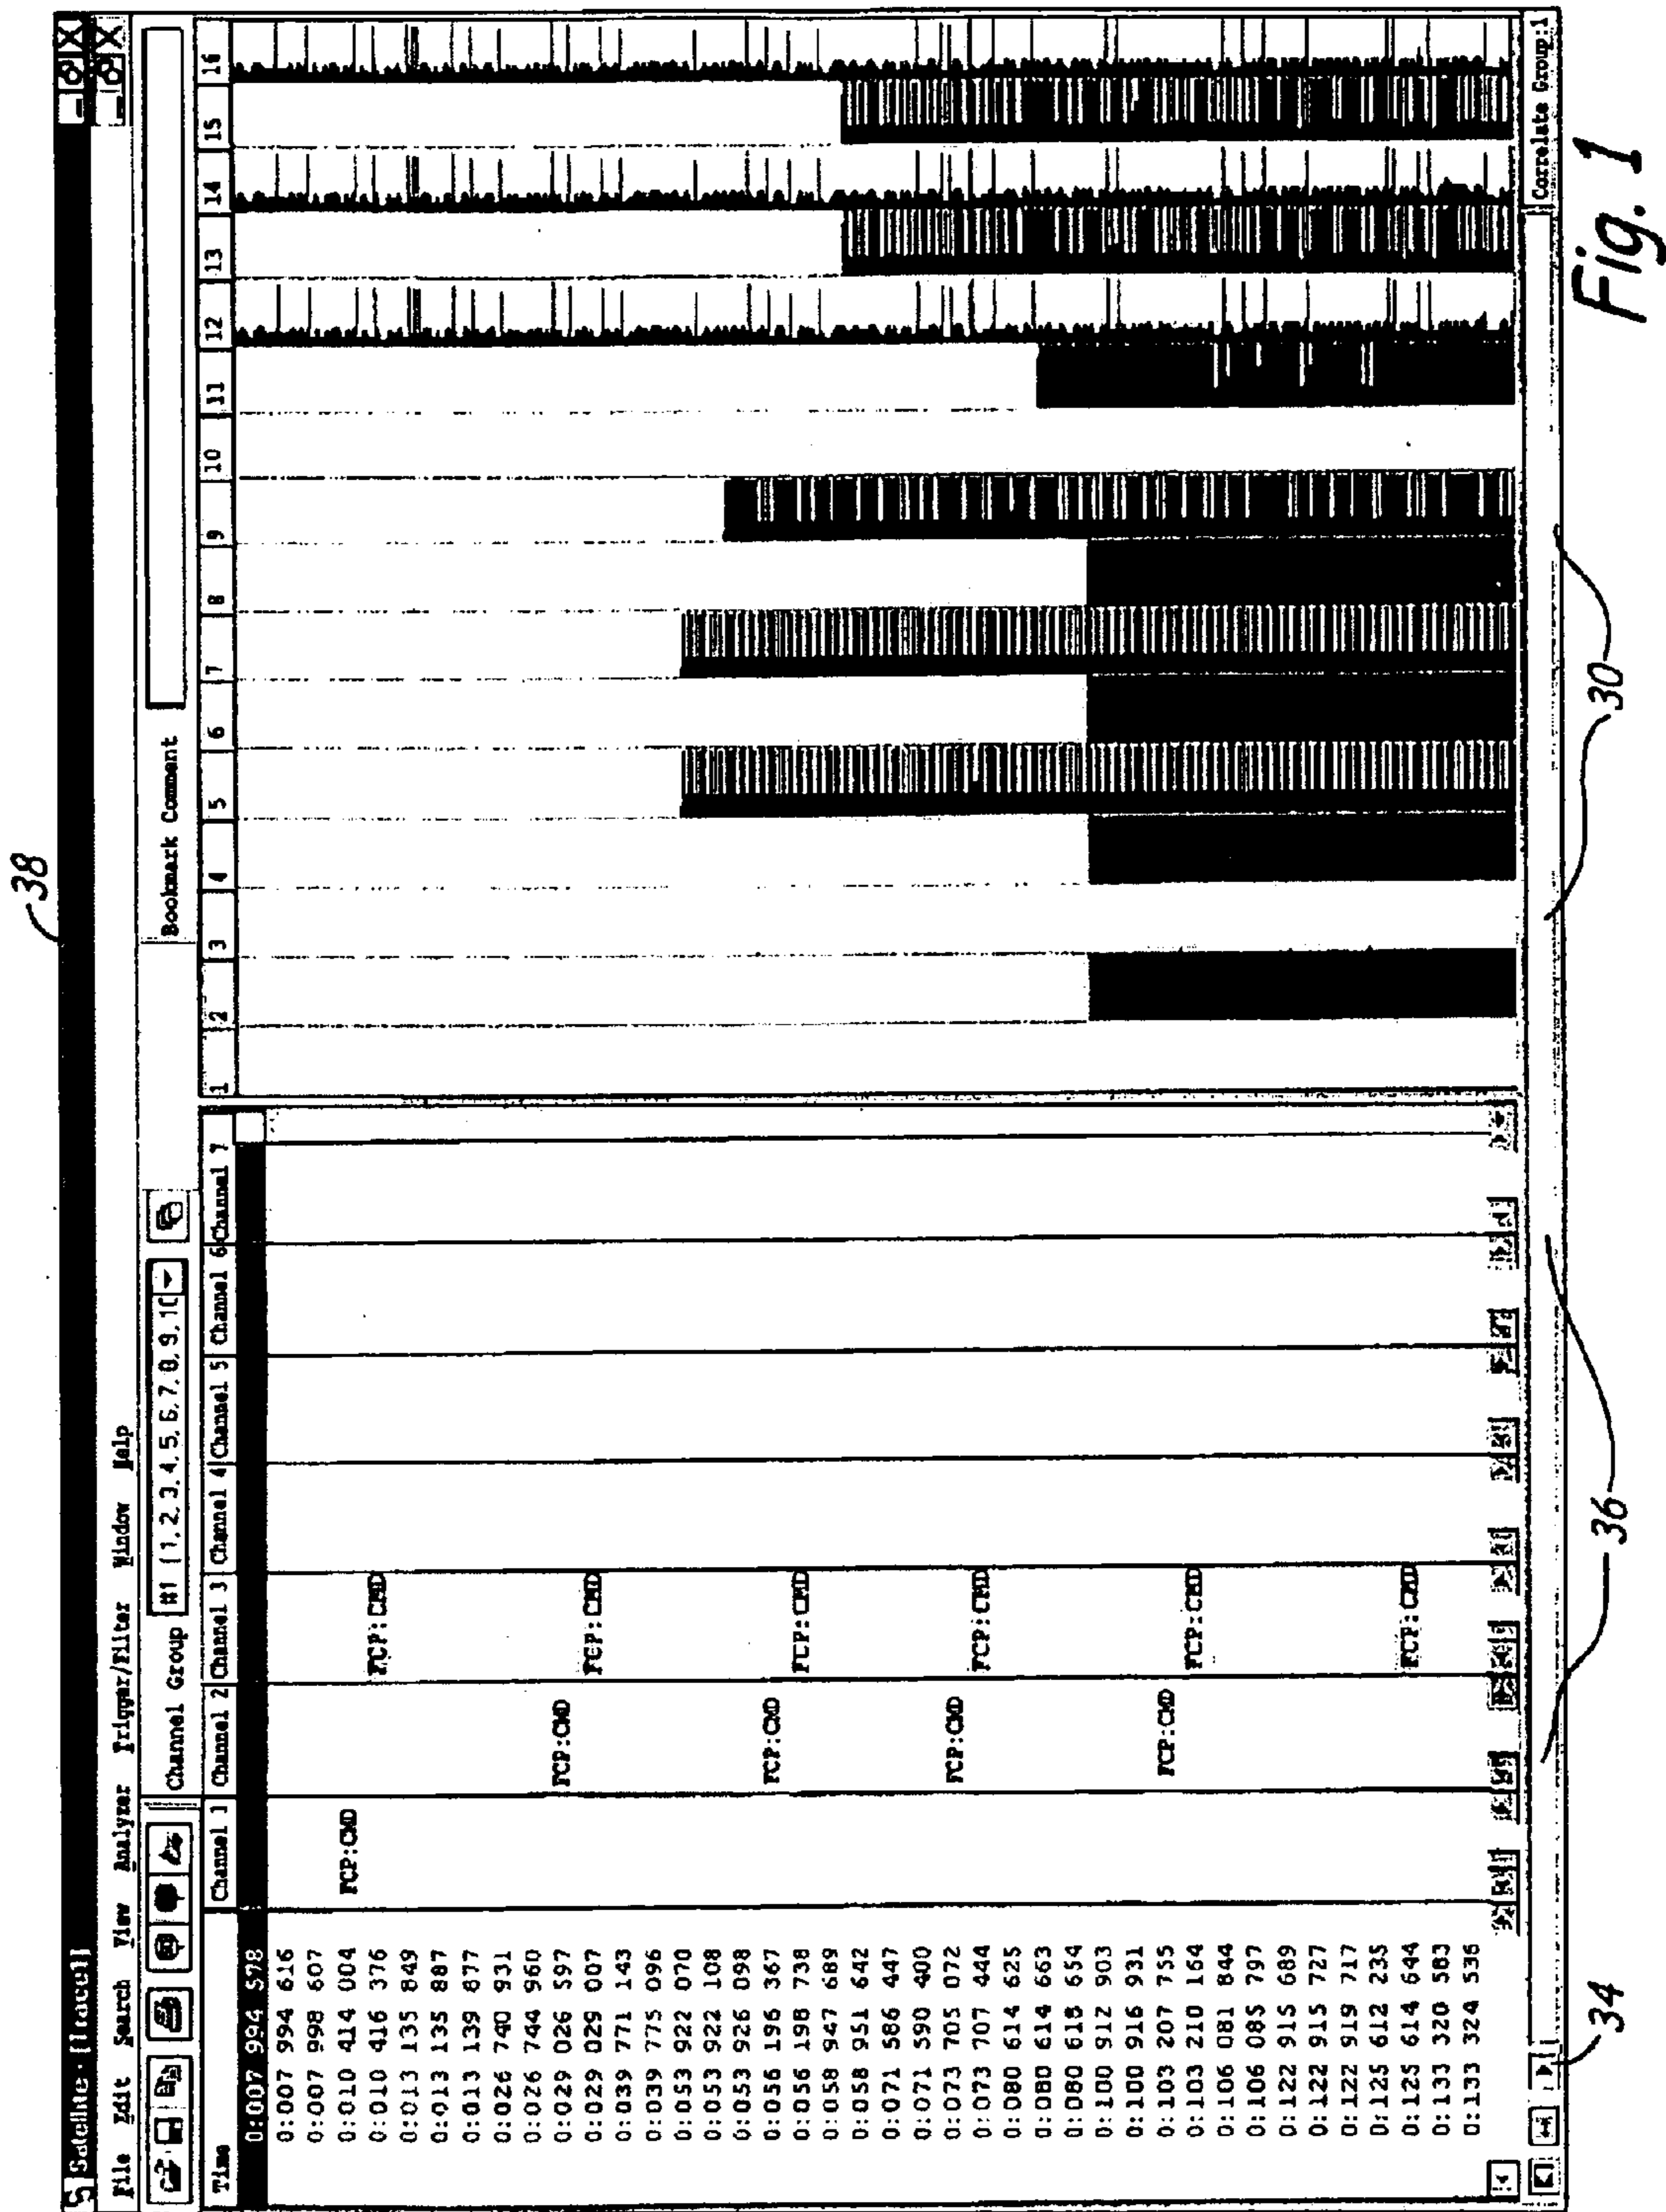 38
File Edit Search View Analyzer Trigger/Filter Window Help
Channel Group #1 (1, 2, 3, 4, 5, 6, 7, 8, 9, 10 Bookmark Comment
Time Channel 1 Channel 2 Channel 3 Channel 4 Channel 5 Channel 6 Channel 7 1 2 3 4 5 6 7 8 9 10 11 12 13 14 15 16
0:007 994 578
0:007 994 616
0:007 998 607
0:010 414 004 FCP:CMD
0:010 416 376 FCP:CMD
0:013 135 849
0:013 135 887
0:013 139 877
0:026 740 931
0:026 744 960
0:029 026 597 FCP:CMD
0:029 029 007 FCP:CMD
0:039 771 143
0:039 775 096
0:053 922 070
0:053 922 108
0:053 926 098
0:056 196 367 FCP:CMD
0:056 198 738 FCP:CMD
0:058 947 689
0:058 951 642
0:071 586 447
0:071 590 400
0:073 705 072 FCP:CMD
0:073 707 444 FCP:CMD
0:080 614 625
0:080 614 663
0:080 618 654
0:100 912 903
0:100 916 931
0:103 207 755 FCP:CMD
0:103 210 164 FCP:CMD
0:106 081 844
0:106 085 797
0:122 915 689
0:122 915 727
0:122 919 717
0:125 612 235
0:125 614 644 FCP:CMD
0:133 320 583
0:133 324 536
Correlate Group:1
34
36
30
Fig. 1